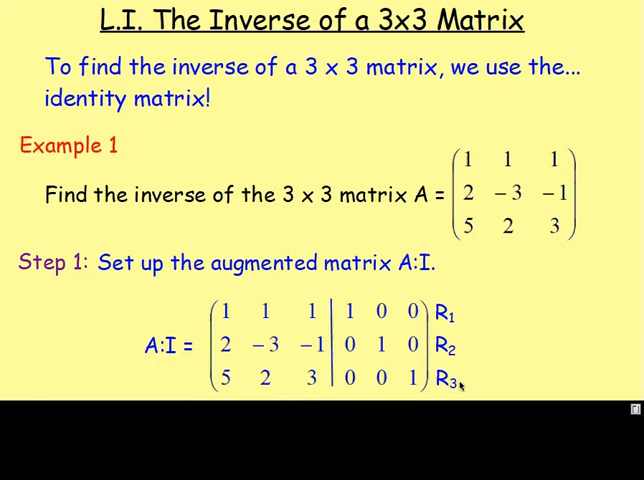 L.I. The Inverse of a 3x3 Matrix
To find the inverse of a 3 x 3 matrix, we use the...
identity matrix!
Example 1
1 1 1
Find the inverse of the 3 x 3 matrix A = 2 -3 -1
5 2 3
Step 1: Set up the augmented matrix A:I.
1 1 1 | 1 0 0 R₁
A:I = 2 -3 -1 | 0 1 0 R₂
5 2 3 | 0 0 1 R₃